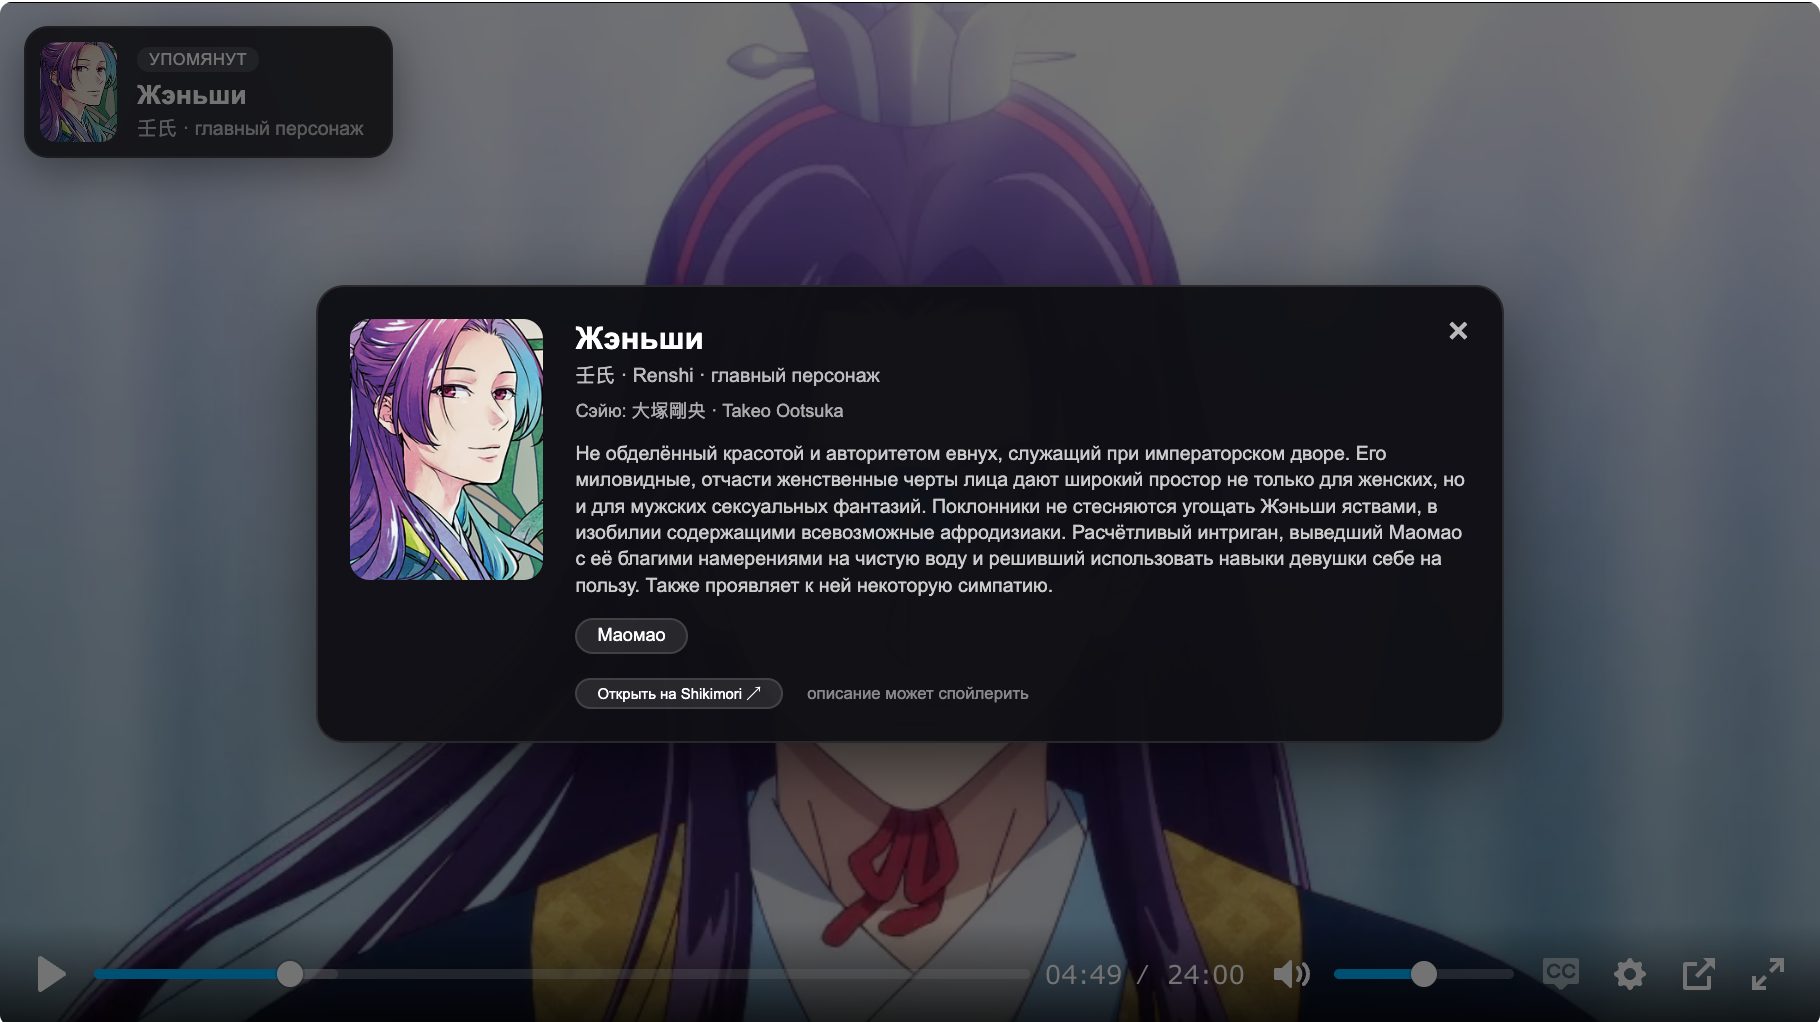 УПОМЯНУТ
Жэньши
壬氏 · главный персонаж
Жэньши
壬氏 · Renshi · главный персонаж
Сэйю: 大塚剛央 · Takeo Ootsuka
Не обделённый красотой и авторитетом евнух, служащий при императорском дворе. Его
миловидные, отчасти женственные черты лица дают широкий простор не только для женских, но
и для мужских сексуальных фантазий. Поклонники не стесняются угощать Жэньши яствами, в
изобилии содержащими всевозможные афродизиаки. Расчётливый интриган, выведший Маомао
с её благими намерениями на чистую воду и решивший использовать навыки девушки себе на
пользу. Также проявляет к ней некоторую симпатию.
Маомао
Открыть на Shikimori ↗ описание может спойлерить
04:49 / 24:00 CC